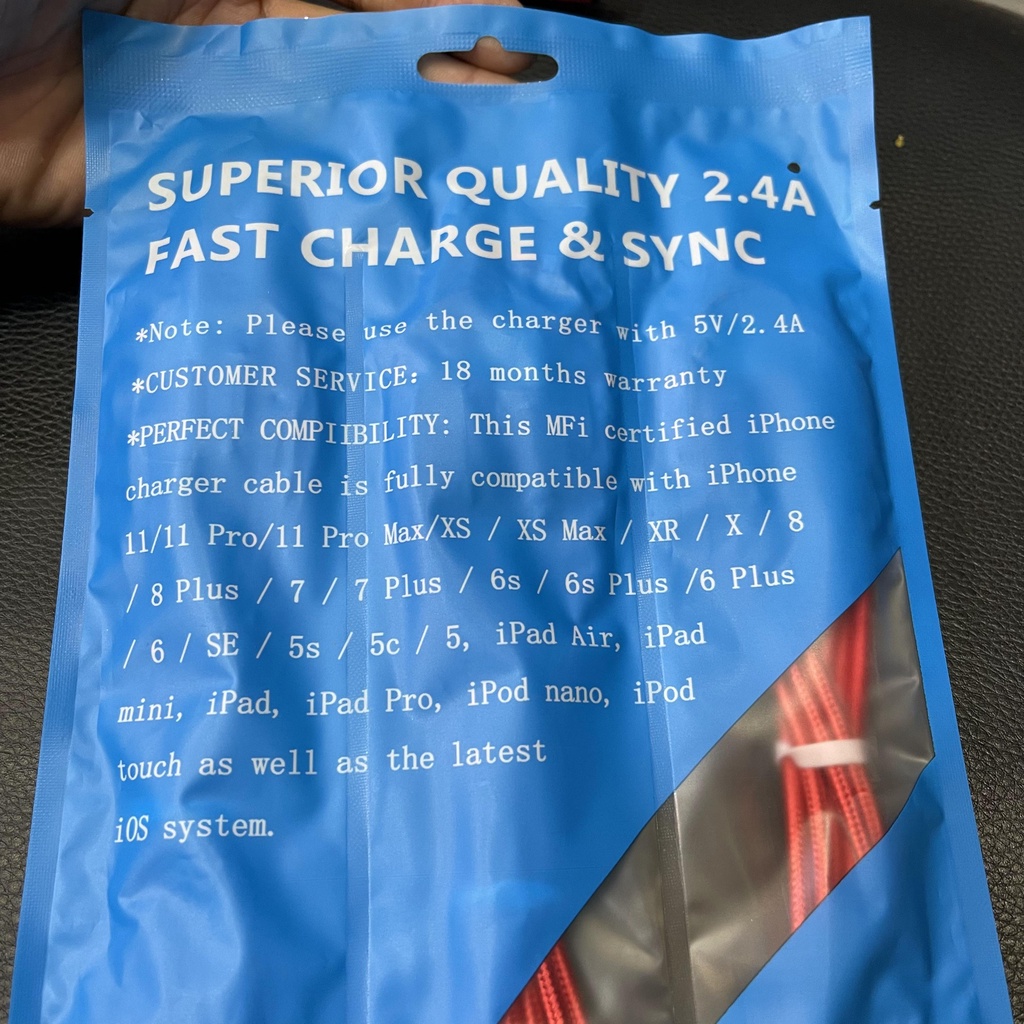 SUPERIOR QUALITY 2.4A
FAST CHARGE & SYNC
*Note: Please use the charger with 5V/2.4A
*CUSTOMER SERVICE: 18 months warranty
*PERFECT COMPIIBILITY: This MFi certified iPhone
charger cable is fully compatible with iPhone
11/11 Pro/11 Pro Max/XS / XS Max / XR / X / 8
/ 8 Plus / 7 / 7 Plus / 6s / 6s Plus /6 Plus
/ 6 / SE / 5s / 5c / 5, iPad Air, iPad
mini, iPad, iPad Pro, iPod nano, iPod
touch as well as the latest
iOS system.